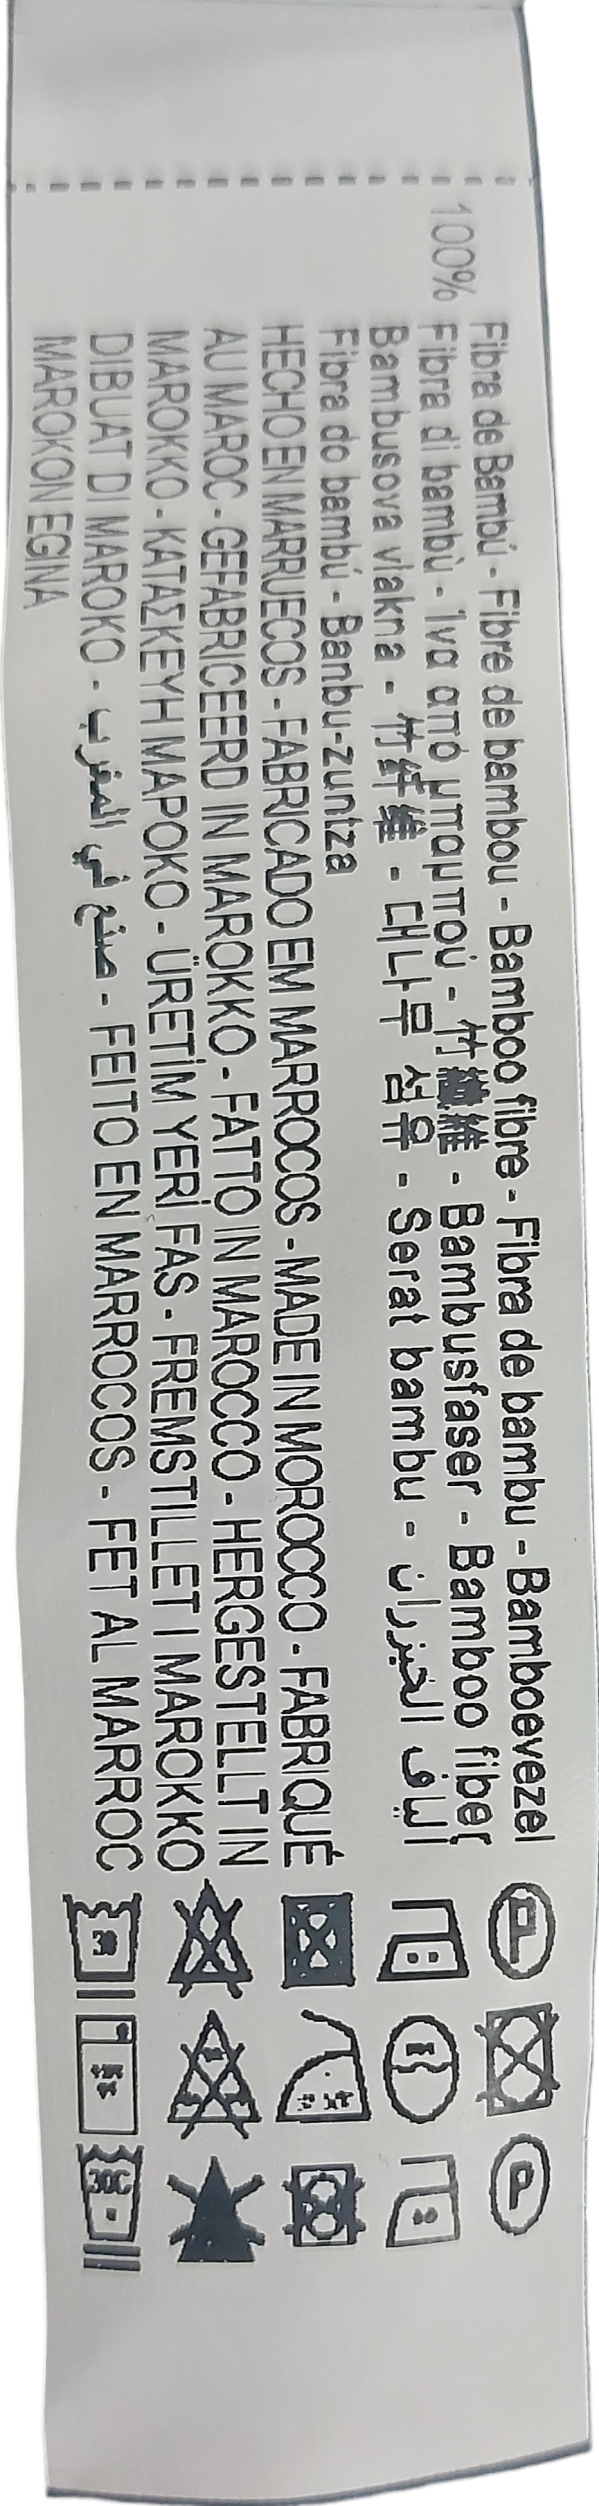 100% Fibra de Bambú - Fibre de bambou - Bamboo fibre - Fibra de bambu - Bamboevezel
Fibra di bambù - Ίνα από μπαμπού - 竹繊維 - Bambusfaser - Bamboo fiber
Bambusova vlakna - 竹纤维 - 대나무 섬유 - Serat bambu - ألياف الخيزران
Fibra do bambú - Banbu-zuntza
HECHO EN MARRUECOS - FABRICADO EM MARROCOS - MADE IN MOROCCO - FABRIQUÉ
AU MAROC - GEFABRICEERD IN MAROKKO - FATTO IN MAROCCO - HERGESTELLT IN
MAROKKO - ΚΑΤΑΣΚΕΥΗ ΜΑΡΟΚΟ - ÜRETİM YERİ FAS - FREMSTILLET I MAROKKO
DIBUAT DI MAROKO - صنع في المغرب - FEITO EN MARROCOS - FET AL MARROC
MAROKON EGINA
P P
30C